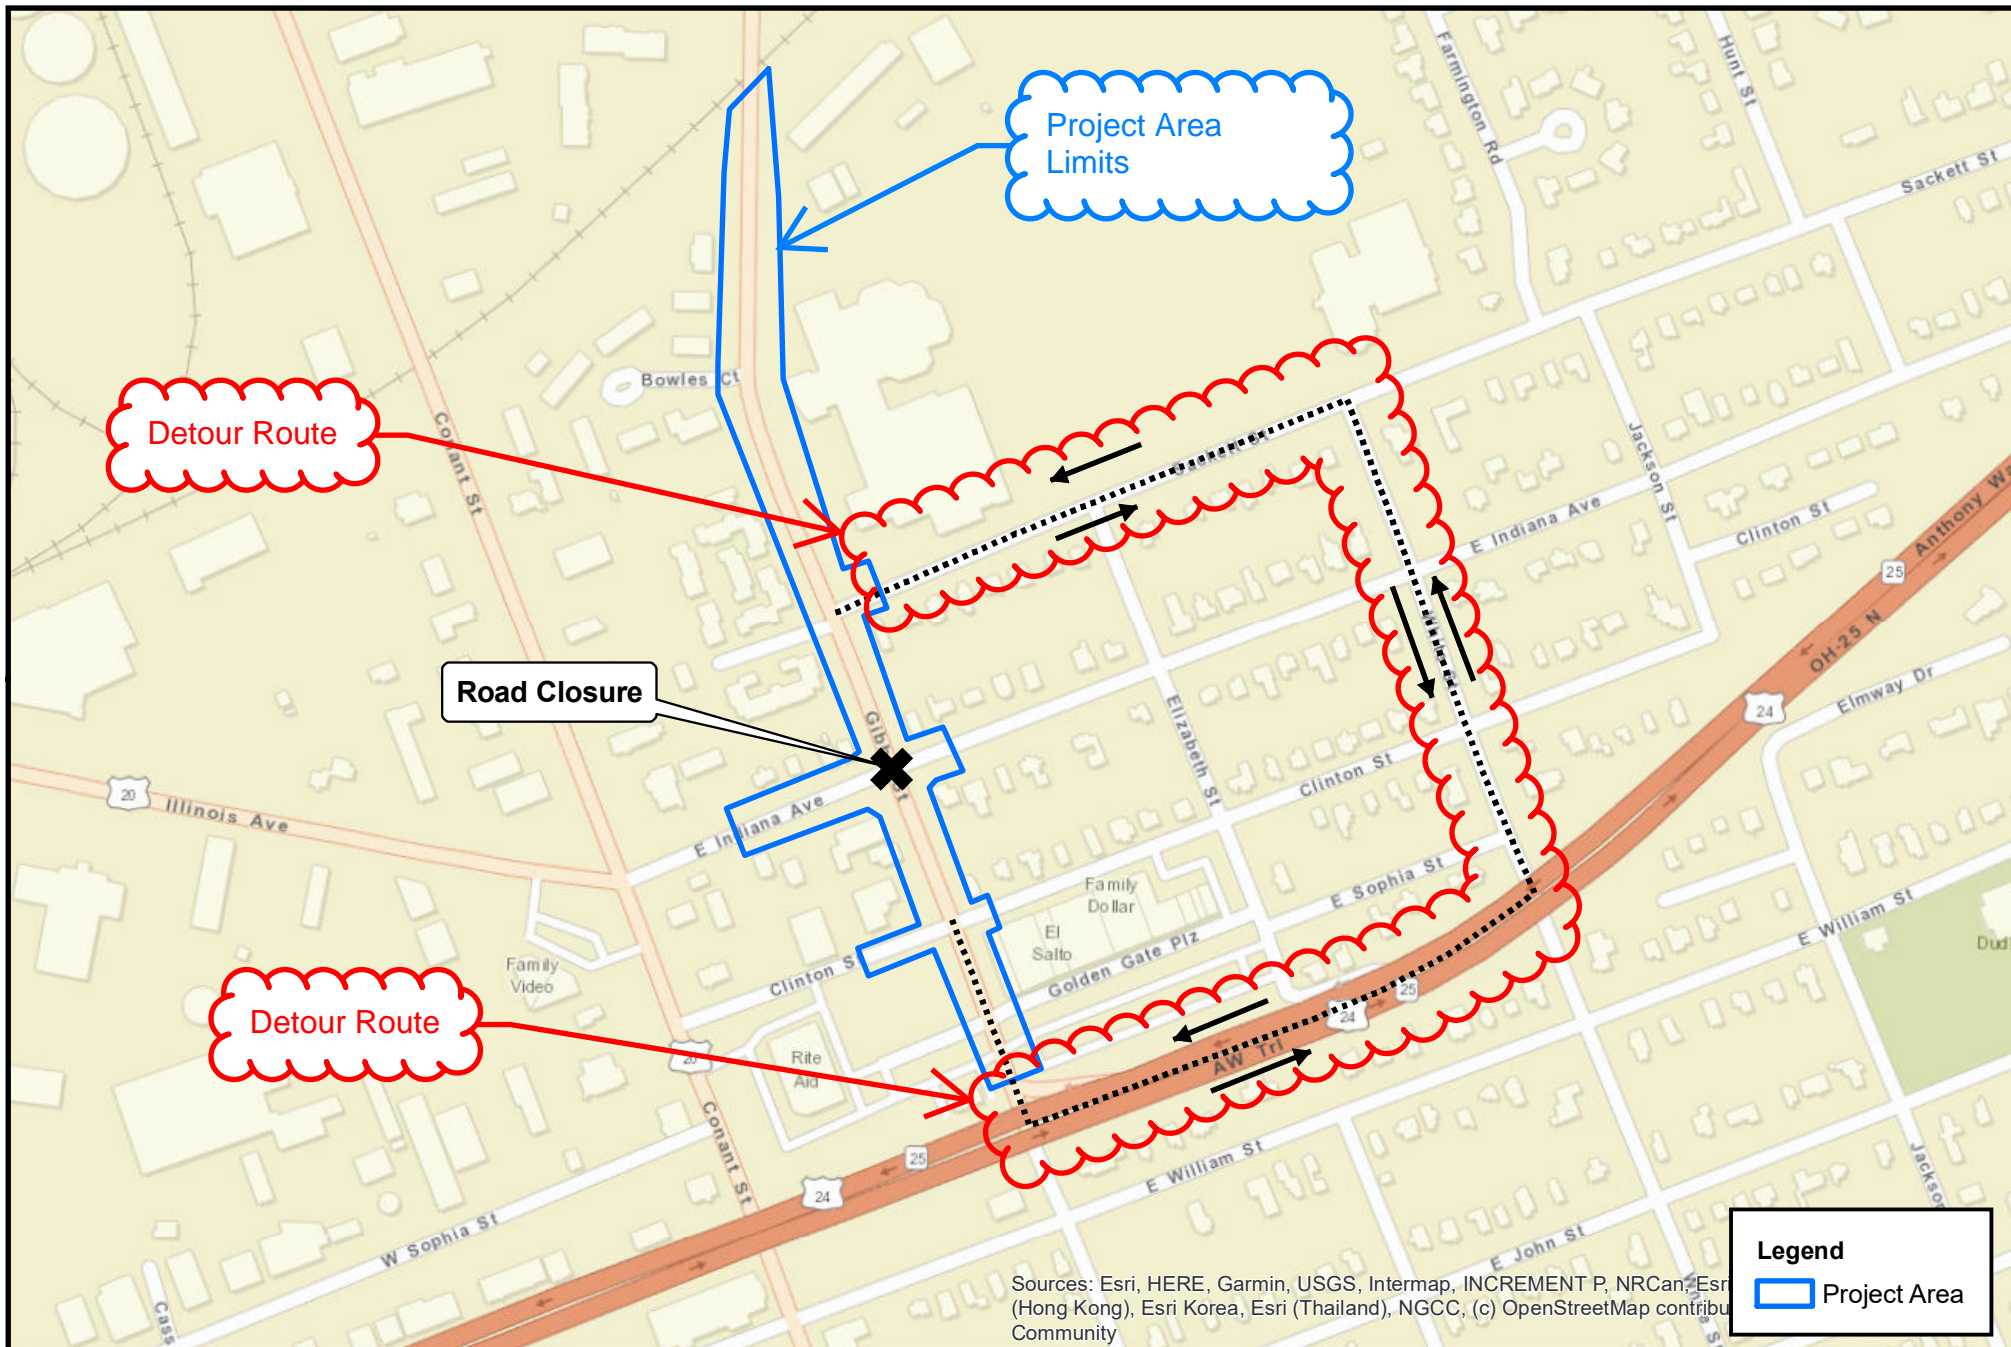 Farmington Rd
Hunt St
Sackett St
Project Area
Limits
Bowles Ct
Detour Route
Conant St
Jackson St
E Indiana Ave
Clinton St
Anthony
25
OH-25 N
Elmway Dr
24
Road Closure
Elizabeth St
20
Illinois Ave
E Indiana Ave
Clinton St
E Sophia St
E William St
Family
Dollar
El
Salto
Golden Gate Plz
Family
Video
Clinton St
Detour Route
25
24
AW Trl
20
Rite
Aid
Conant St
25
24
E William St
W Sophia St
Cass
E John St
Legend
Project Area
Sources: Esri, HERE, Garmin, USGS, Intermap, INCREMENT P, NRCan, Esri
(Hong Kong), Esri Korea, Esri (Thailand), NGCC, (c) OpenStreetMap contribu
Community